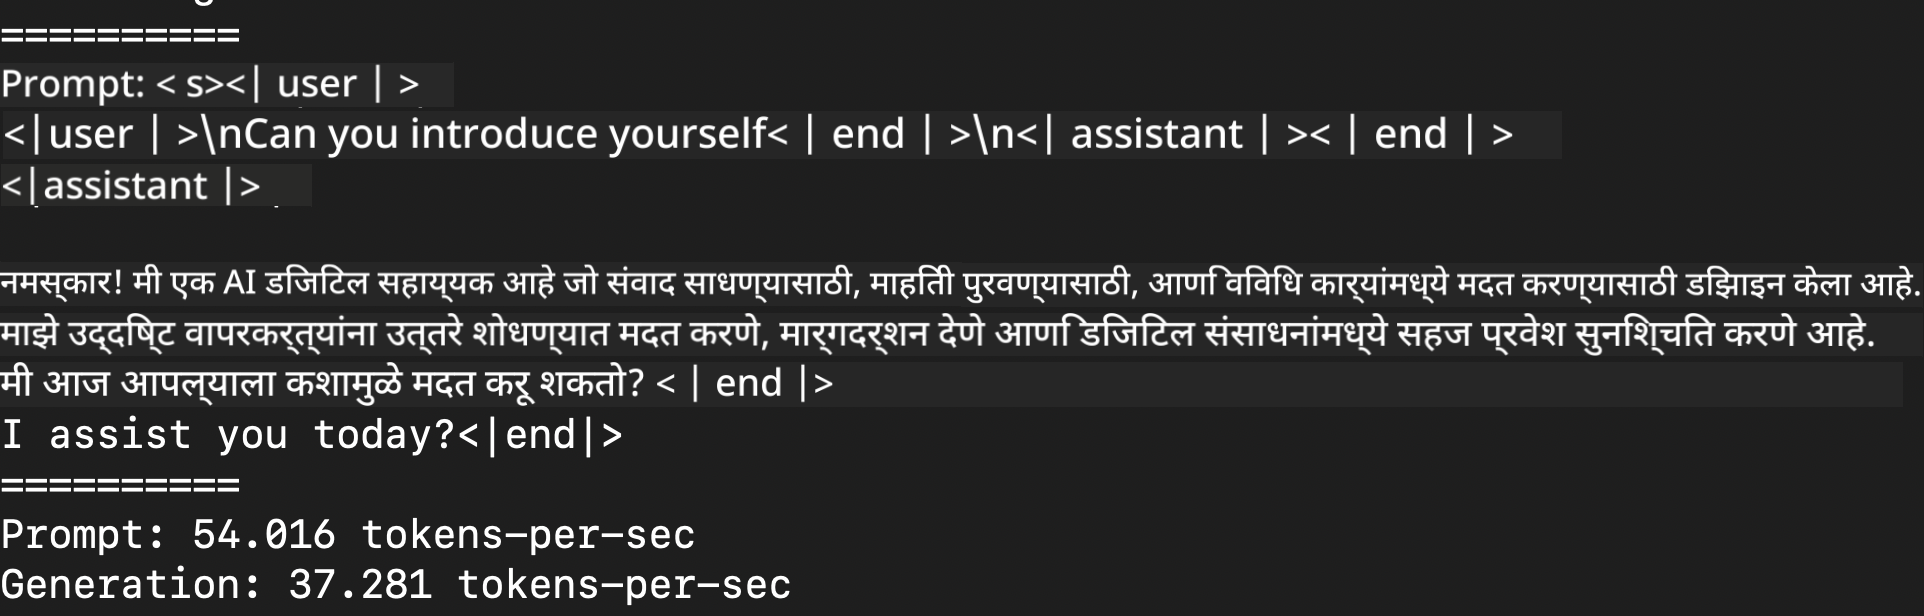 ==========
Prompt: < s><| user | >
<|user | >\nCan you introduce yourself< | end | >\n<| assistant | >< | end | >
<|assistant |>
नमस्कार! मी एक AI डिजिटल सहाय्यक आहे जो संवाद साधण्यासाठी, माहिती पुरवण्यासाठी, आणि विविध कार्यांमध्ये मदत करण्यासाठी डिझाइन केला आहे.
माझे उद्दिष्ट वापरकर्त्यांना उत्तरे शोधण्यात मदत करणे, मार्गदर्शन देणे आणि डिजिटल संसाधनांमध्ये सहज प्रवेश सुनिश्चित करणे आहे.
मी आज आपल्याला कशामुळे मदत करू शकतो? < | end |>
I assist you today?<|end|>
==========
Prompt: 54.016 tokens-per-sec
Generation: 37.281 tokens-per-sec